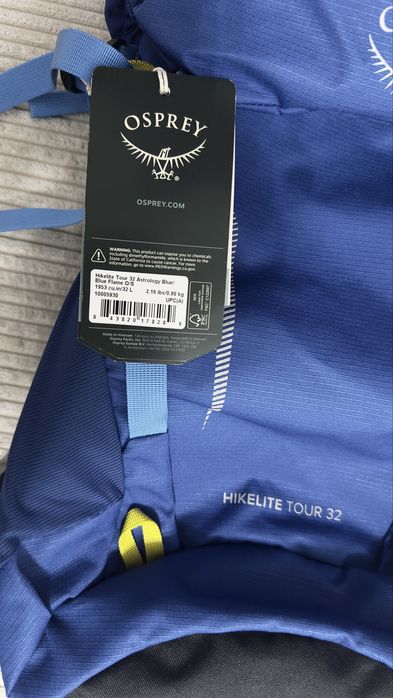 OSPREY
®
OSPREY.COM
WARNING: This product can expose you to chemicals
including dimethylformamide, which is known to the
State of California to cause cancer. For more
information, go to www.P65Warnings.ca.gov
Hikelite Tour 32 Astrology Blue/
Blue Flame O/S
1953 cu.in/32 L
2.16 lbs/0.98 kg
10005930
UPC(A)
Made in Vietnam
FSC
MIX
HIKELITE TOUR 32